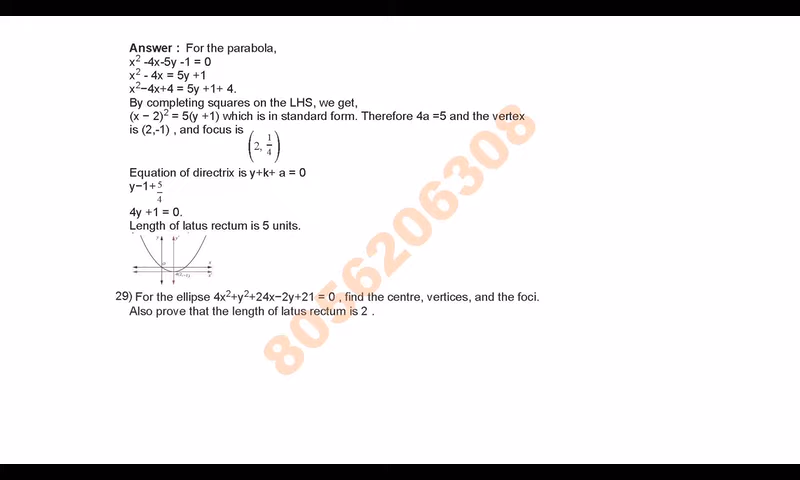 Answer : For the parabola,
x² -4x-5y -1 = 0
x² - 4x = 5y +1
x²−4x+4 = 5y +1+ 4.
By completing squares on the LHS, we get,
(x − 2)² = 5(y +1) which is in standard form. Therefore 4a =5 and the vertex
is (2,-1) , and focus is (2, 1/4)
Equation of directrix is y+k+ a = 0
y−1+5/4
4y +1 = 0.
Length of latus rectum is 5 units.
29) For the ellipse 4x²+y²+24x−2y+21 = 0 , find the centre, vertices, and the foci.
Also prove that the length of latus rectum is 2 .
8056206308